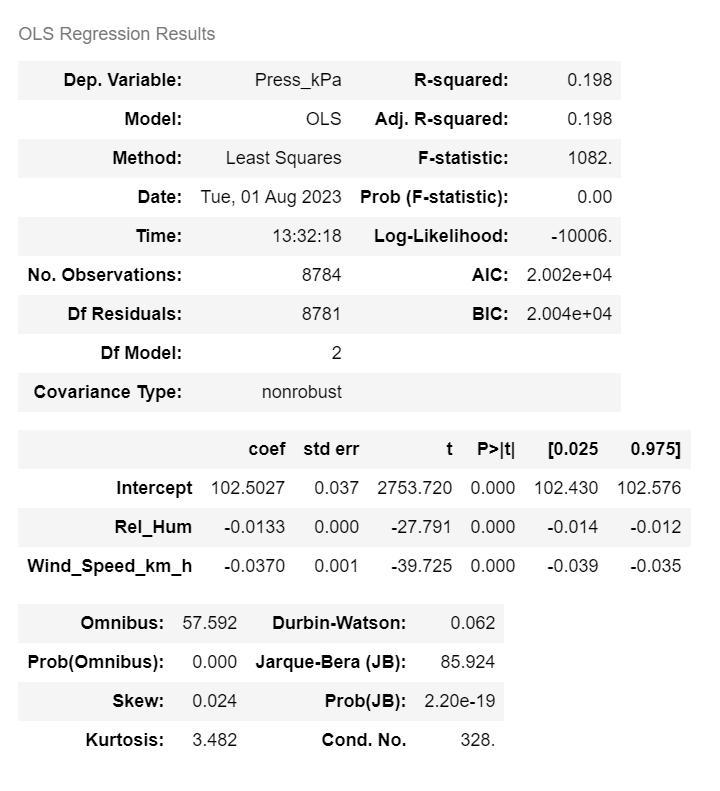 OLS Regression Results
Dep. Variable: Press_kPa R-squared: 0.198
Model: OLS Adj. R-squared: 0.198
Method: Least Squares F-statistic: 1082.
Date: Tue, 01 Aug 2023 Prob (F-statistic): 0.00
Time: 13:32:18 Log-Likelihood: -10006.
No. Observations: 8784 AIC: 2.002e+04
Df Residuals: 8781 BIC: 2.004e+04
Df Model: 2
Covariance Type: nonrobust
coef std err t P>|t| [0.025 0.975]
Intercept 102.5027 0.037 2753.720 0.000 102.430 102.576
Rel_Hum -0.0133 0.000 -27.791 0.000 -0.014 -0.012
Wind_Speed_km_h -0.0370 0.001 -39.725 0.000 -0.039 -0.035
Omnibus: 57.592 Durbin-Watson: 0.062
Prob(Omnibus): 0.000 Jarque-Bera (JB): 85.924
Skew: 0.024 Prob(JB): 2.20e-19
Kurtosis: 3.482 Cond. No. 328.